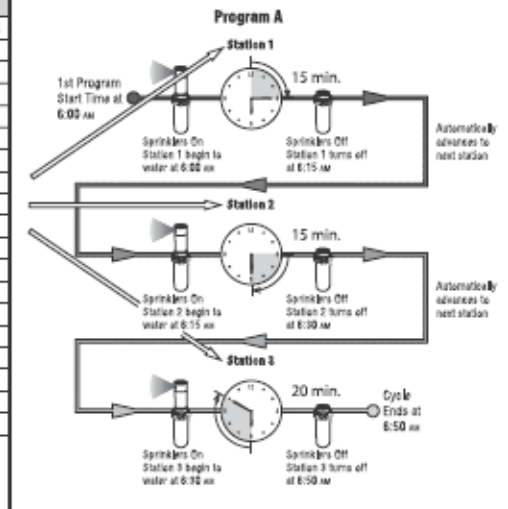 Program A
Station 1
15 min.
1st Program
Start Time at
6:00 AM
Sprinklers On
Station 1 begin to
water at 6:00 AM
Sprinklers Off
Station 1 turns off
at 6:15 AM
Automatically
advances to
next station
Station 2
15 min.
Sprinklers On
Station 2 begin to
water at 6:15 AM
Sprinklers Off
Station 2 turns off
at 6:30 AM
Automatically
advances to
next station
Station 3
20 min.
Cycle
Ends at
6:50 AM
Sprinklers On
Station 3 begin to
water at 6:30 AM
Sprinklers Off
Station 3 turns off
at 6:50 AM